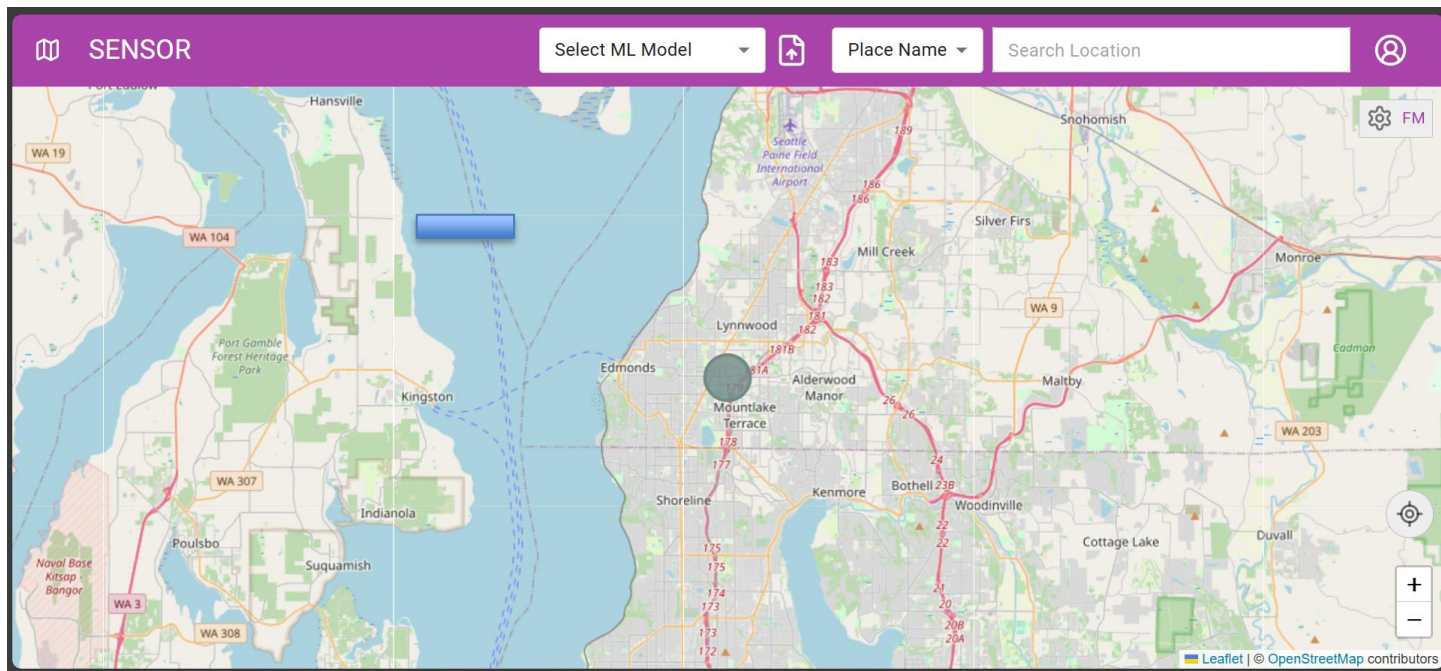 SENSOR
Select ML Model
Place Name
Search Location
FM
Hansville
189
Snohomish
WA 19
Seattle
Paine Field
International
Airport
186
186
Silver Firs
WA 104
Mill Creek
Monroe
183
183
182
WA 9
181
Lynnwood
182
Port Gamble
Forest Heritage
Park
181B
Cadman
Edmonds
81A
Alderwood
Manor
Maltby
Kingston
26
26
Mountlake
Terrace
WA 203
178
177
24
WA 307
Shoreline
Kenmore
Bothell
23B
Woodinville
Indianola
22
22
Duvall
Poulsbo
Cottage Lake
175
175
Naval Base
Kitsap -
Bangor
Suquamish
21
20
174
173
WA 3
WA 308
173
172
20B
20A
+
−
Leaflet | © OpenStreetMap contributors